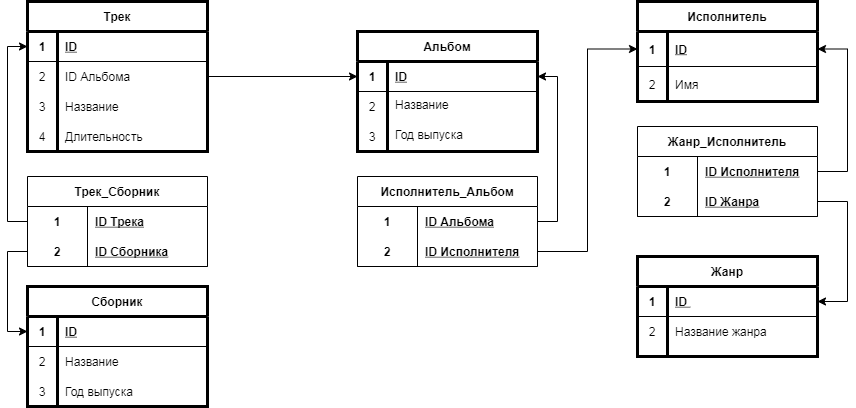 Трек
1 ID
2 ID Альбома
3 Название
4 Длительность
Трек_Сборник
1 ID Трека
2 ID Сборника
Сборник
1 ID
2 Название
3 Год выпуска
Альбом
1 ID
2 Название
3 Год выпуска
Исполнитель_Альбом
1 ID Альбома
2 ID Исполнителя
Исполнитель
1 ID
2 Имя
Жанр_Исполнитель
1 ID Исполнителя
2 ID Жанра
Жанр
1 ID
2 Название жанра